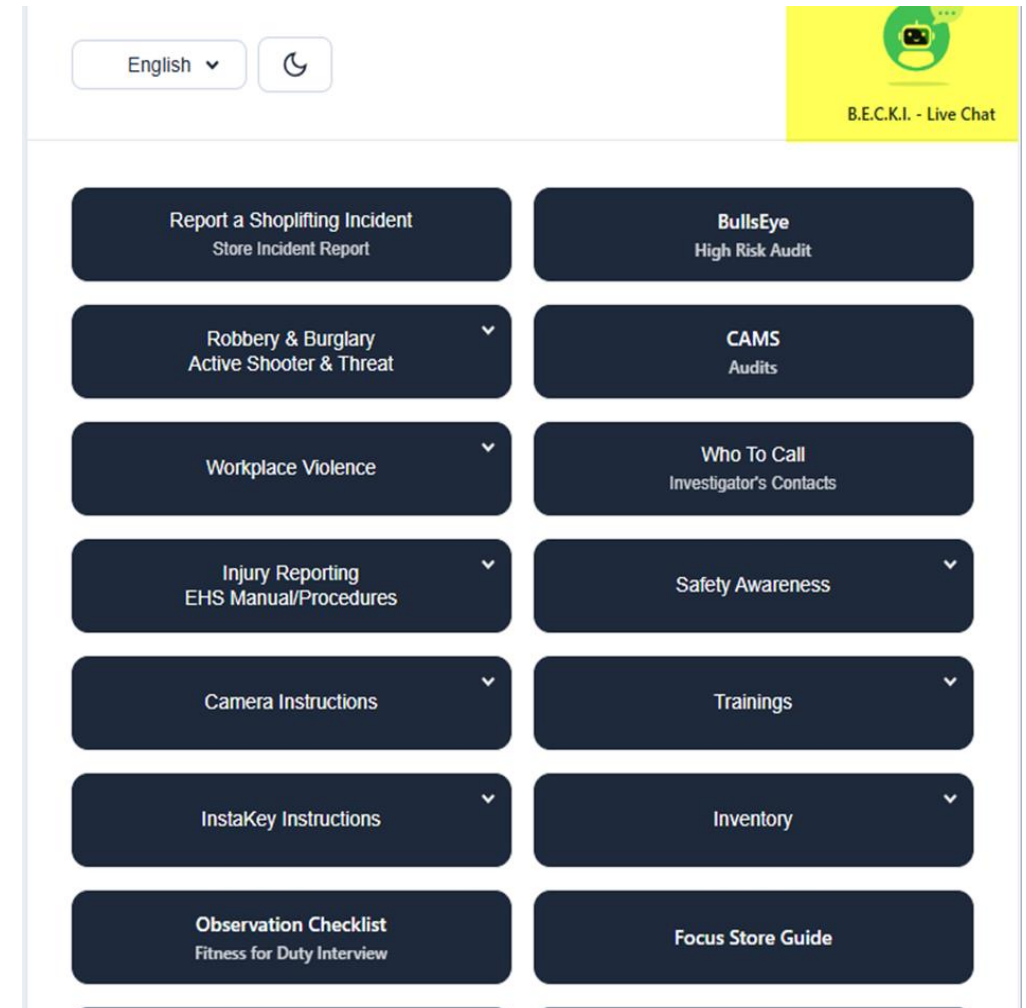 English
B.E.C.K.I. - Live Chat
Report a Shoplifting Incident
Store Incident Report
BullsEye
High Risk Audit
Robbery & Burglary
Active Shooter & Threat
CAMS
Audits
Workplace Violence
Who To Call
Investigator's Contacts
Injury Reporting
EHS Manual/Procedures
Safety Awareness
Camera Instructions
Trainings
InstaKey Instructions
Inventory
Observation Checklist
Fitness for Duty Interview
Focus Store Guide